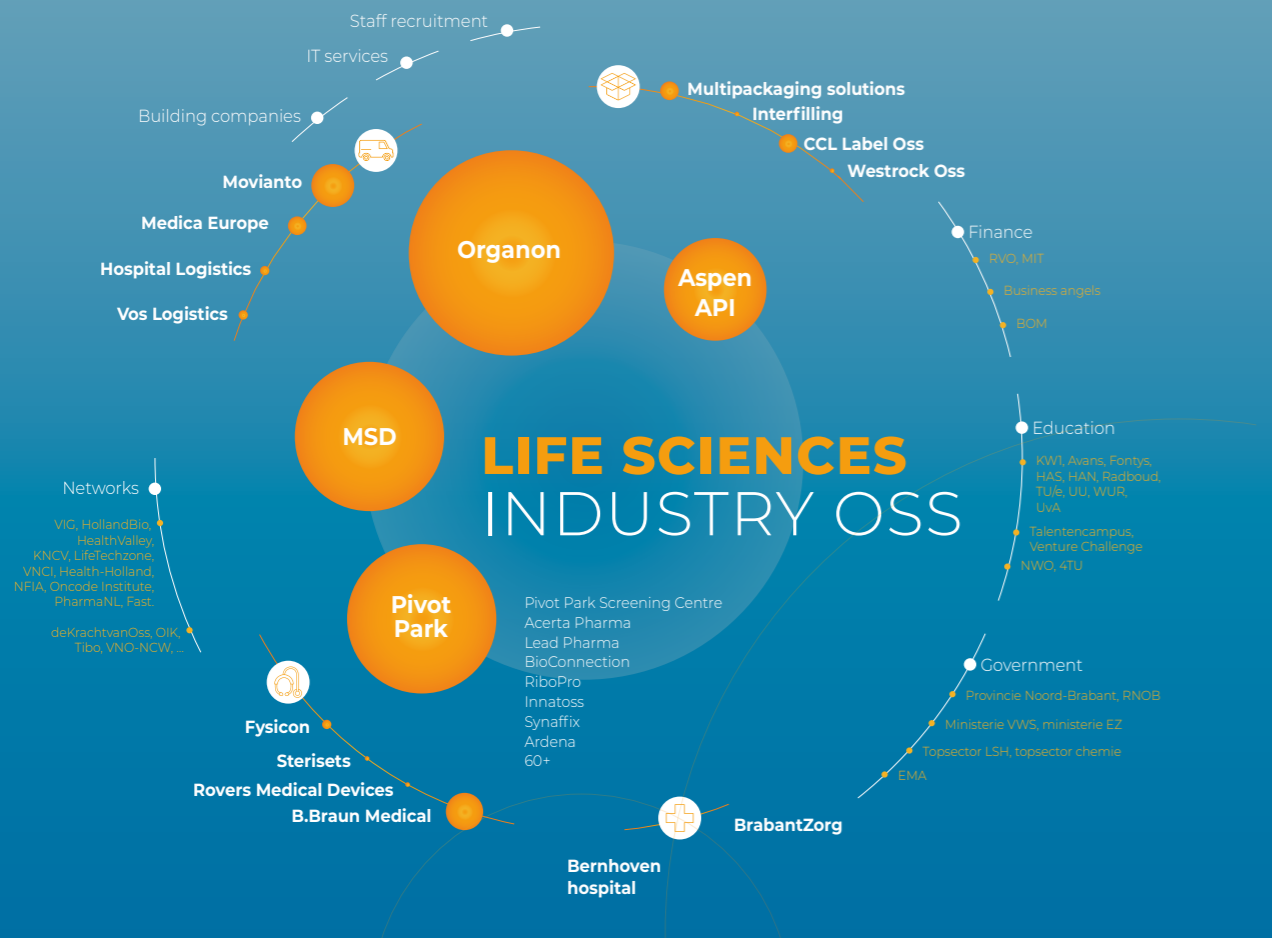 Staff recruitment
IT services
Building companies
Movianto
Medica Europe
Hospital Logistics
Vos Logistics
Multipackaging solutions
Interfilling
CCL Label Oss
Westrock Oss
Organon
Aspen
API
MSD
Pivot
Park
LIFE SCIENCES
INDUSTRY OSS
Pivot Park Screening Centre
Acerta Pharma
Lead Pharma
BioConnection
RiboPro
Innatoss
Synaffix
Ardena
60+
Finance
RVO, MIT
Business angels
BOM
Education
KW1, Avans, Fontys,
HAS, HAN, Radboud,
TU/e, UU, WUR,
UvA
Talentencampus,
Venture Challenge
NWO, 4TU
Government
Provincie Noord-Brabant, RNOB
Ministerie VWS, ministerie EZ
Topsector LSH, topsector chemie
EMA
Networks
VIG, HollandBio,
HealthValley,
KNCV, LifeTechzone,
VNCI, Health-Holland,
NFIA, Oncode Institute,
PharmaNL, Fast.
deKrachtvanOss, OIK,
Tibo, VNO-NCW, ...
Fysicon
Sterisets
Rovers Medical Devices
B.Braun Medical
BrabantZorg
Bernhoven
hospital